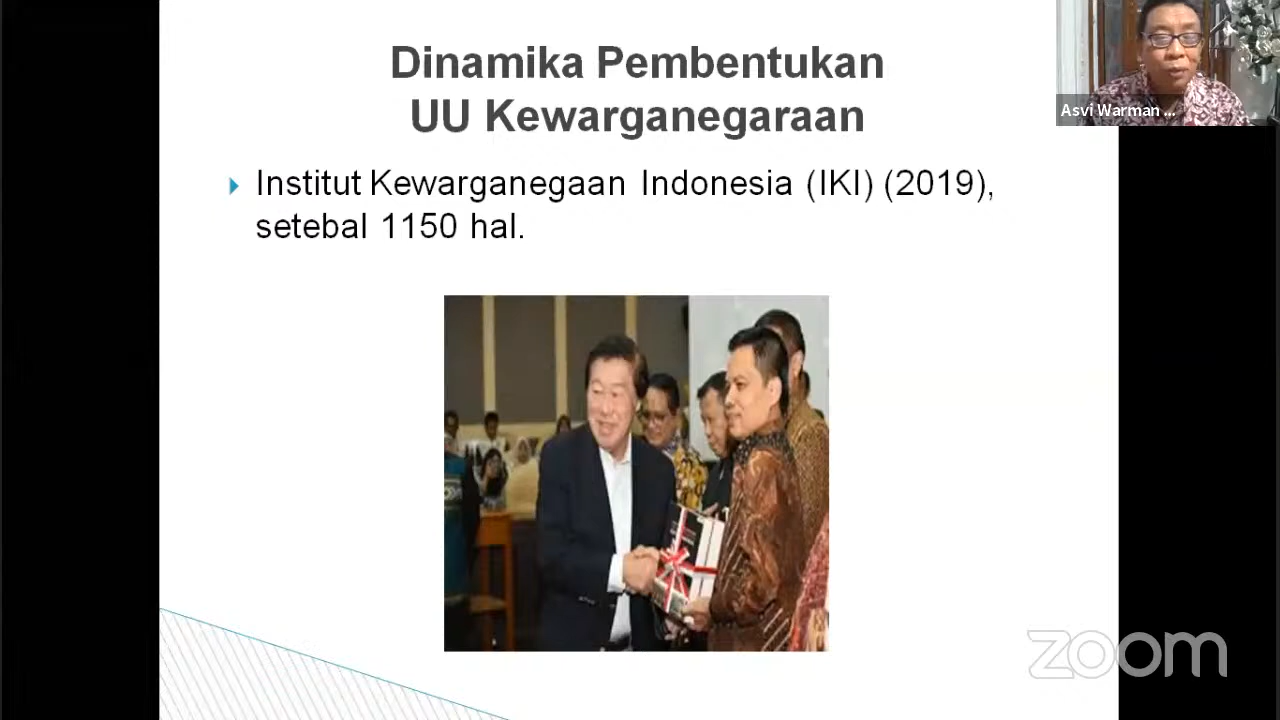 Dinamika Pembentukan
UU Kewarganegaraan
Institut Kewarganegaan Indonesia (IKI) (2019),
setebal 1150 hal.
Asvi Warman ...
zoom